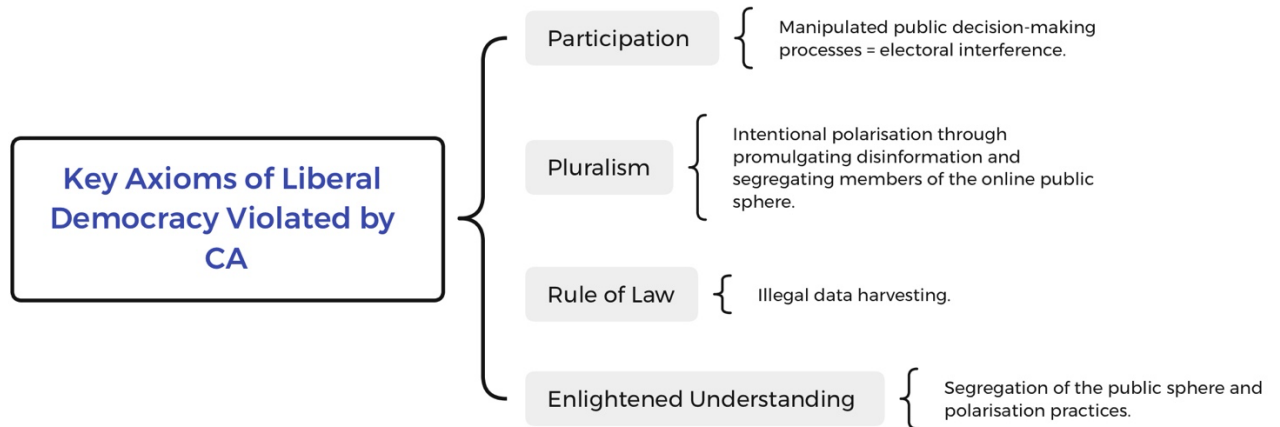 Key Axioms of Liberal
Democracy Violated by
CA
Participation
Manipulated public decision-making
processes = electoral interference.
Pluralism
Intentional polarisation through
promulgating disinformation and
segregating members of the online public
sphere.
Rule of Law
Illegal data harvesting.
Enlightened Understanding
Segregation of the public sphere and
polarisation practices.